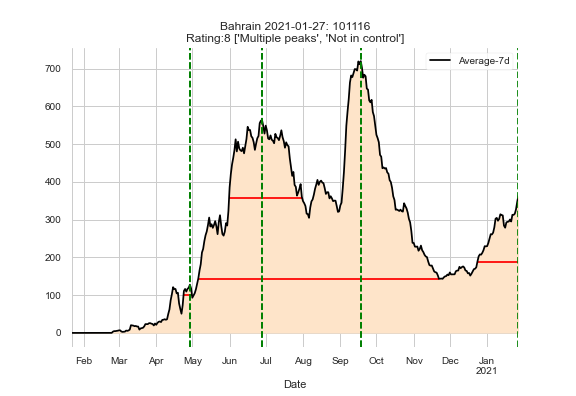 Bahrain 2021-01-27: 101116
Rating:8 ['Multiple peaks', 'Not in control']
Average-7d
700
600
500
400
300
200
100
0
Feb Mar Apr May Jun Jul Aug Sep Oct Nov Dec Jan
2021
Date